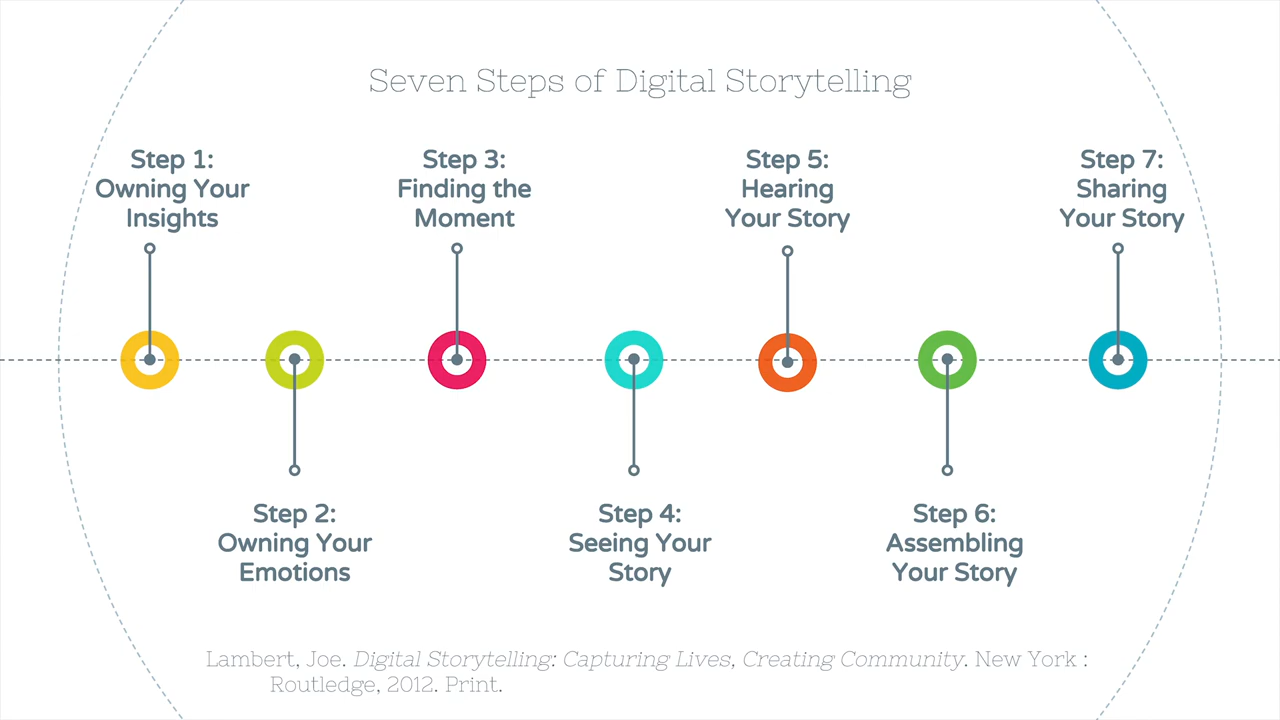 Seven Steps of Digital Storytelling
Step 1:
Owning Your
Insights
Step 2:
Owning Your
Emotions
Step 3:
Finding the
Moment
Step 4:
Seeing Your
Story
Step 5:
Hearing
Your Story
Step 6:
Assembling
Your Story
Step 7:
Sharing
Your Story
Lambert, Joe. Digital Storytelling: Capturing Lives, Creating Community. New York :
Routledge, 2012. Print.